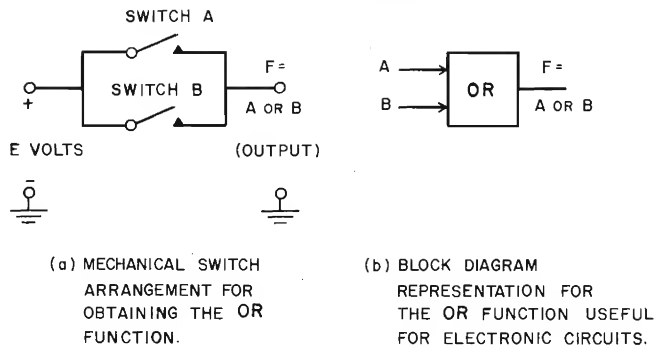 SWITCH A
SWITCH B
+
F=
A OR B
E VOLTS
(OUTPUT)
−
A
B
OR
F=
A OR B
(a) MECHANICAL SWITCH
ARRANGEMENT FOR
OBTAINING THE OR
FUNCTION.
(b) BLOCK DIAGRAM
REPRESENTATION FOR
THE OR FUNCTION USEFUL
FOR ELECTRONIC CIRCUITS.